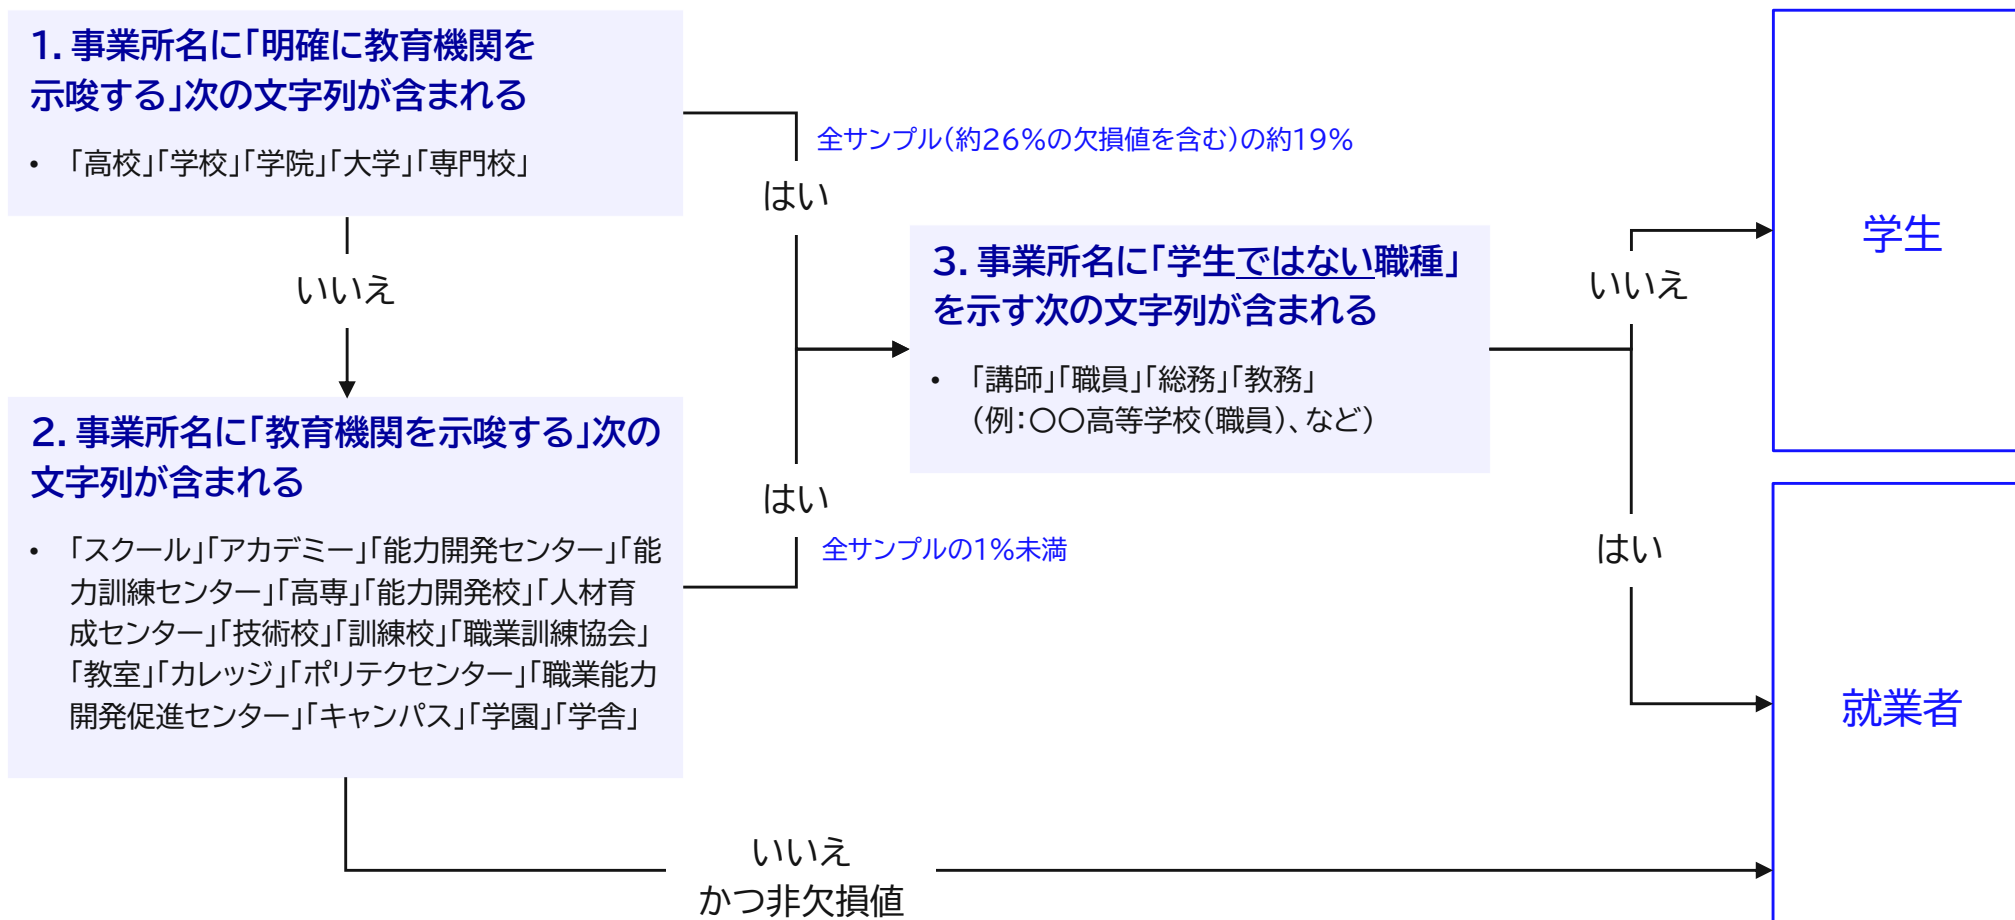 1. 事業所名に「明確に教育機関を
示唆する」次の文字列が含まれる
• 「高校」「学校」「学院」「大学」「専門校」
全サンプル(約26%の欠損値を含む)の約19%
はい
いいえ
2. 事業所名に「教育機関を示唆する」次の
文字列が含まれる
• 「スクール」「アカデミー」「能力開発センター」「能
力訓練センター」「高専」「能力開発校」「人材育
成センター」「技術校」「訓練校」「職業訓練協会」
「教室」「カレッジ」「ポリテクセンター」「職業能力
開発促進センター」「キャンパス」「学園」「学舎」
はい
全サンプルの1%未満
3. 事業所名に「学生ではない職種」
を示す次の文字列が含まれる
• 「講師」「職員」「総務」「教務」
(例:〇〇高等学校(職員)、など)
いいえ
学生
はい
就業者
いいえ
かつ非欠損値